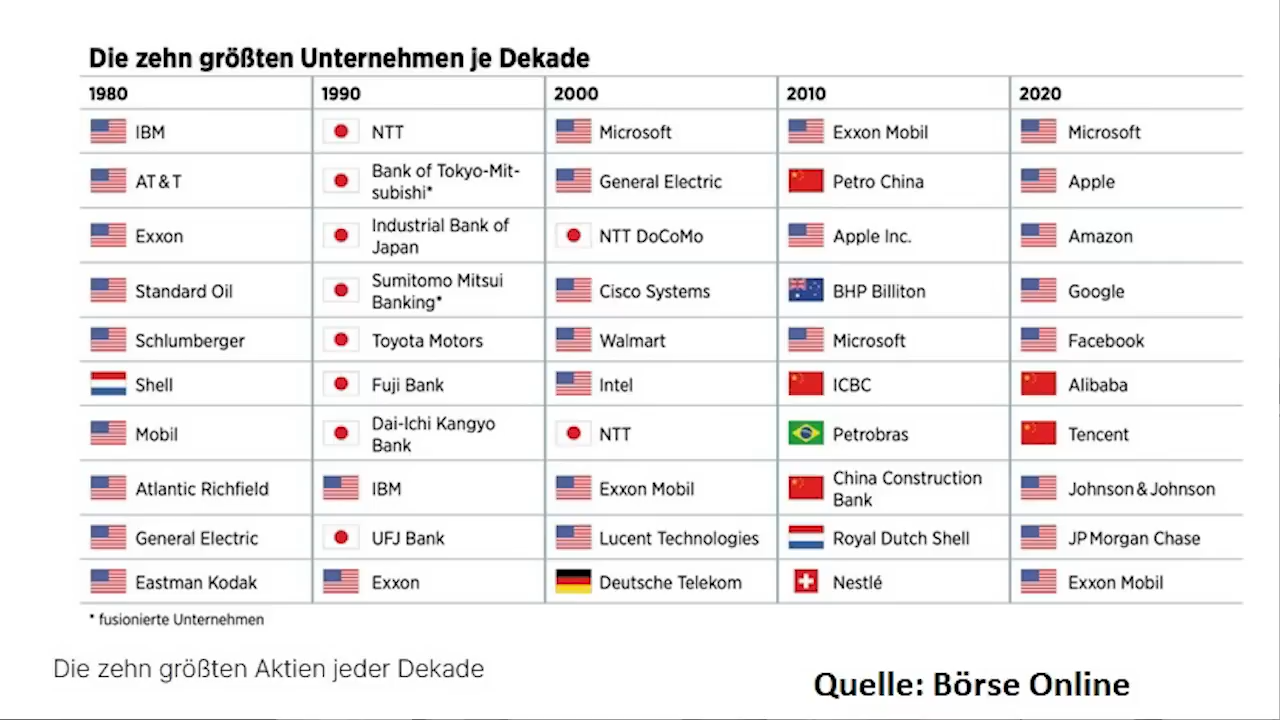 Die zehn größten Unternehmen je Dekade
1980 1990 2000 2010 2020
IBM NTT Microsoft Exxon Mobil Microsoft
AT & T Bank of Tokyo-Mit-
subishi* General Electric Petro China Apple
Exxon Industrial Bank of
Japan NTT DoCoMo Apple Inc. Amazon
Standard Oil Sumitomo Mitsui
Banking* Cisco Systems BHP Billiton Google
Schlumberger Toyota Motors Walmart Microsoft Facebook
Shell Fuji Bank Intel ICBC Alibaba
Mobil Dai-Ichi Kangyo
Bank NTT Petrobras Tencent
Atlantic Richfield IBM Exxon Mobil China Construction
Bank Johnson & Johnson
General Electric UFJ Bank Lucent Technologies Royal Dutch Shell JP Morgan Chase
Eastman Kodak Exxon Deutsche Telekom Nestlé Exxon Mobil
* fusionierte Unternehmen
Die zehn größten Aktien jeder Dekade
Quelle: Börse Online